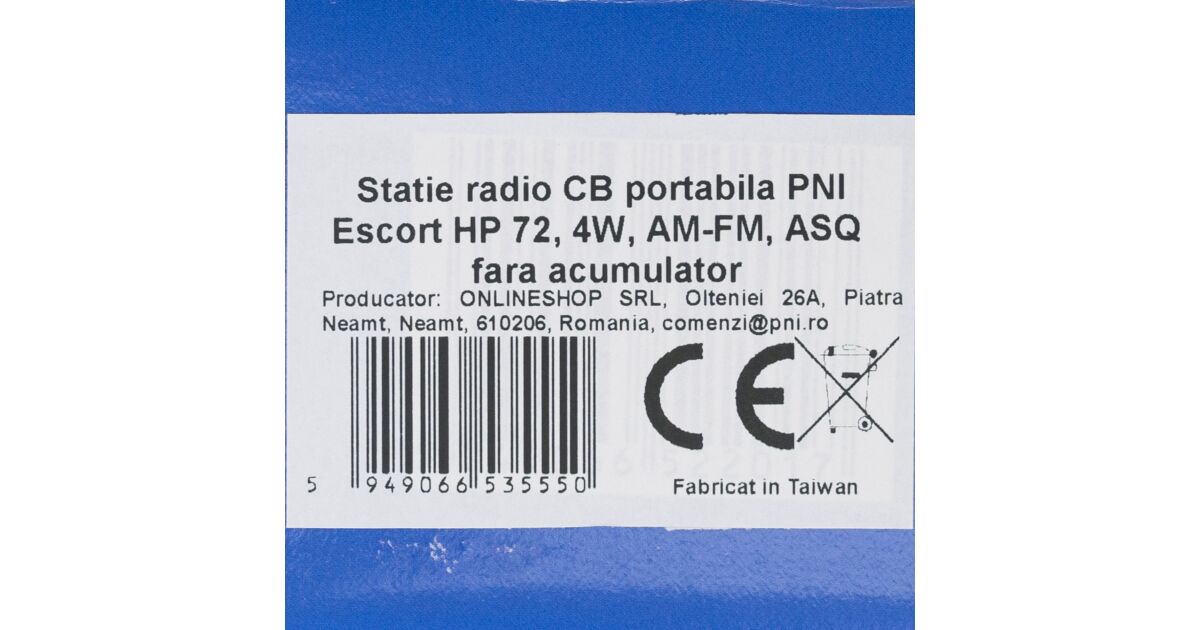 Statie radio CB portabila PNI
Escort HP 72, 4W, AM-FM, ASQ
fara acumulator
Producator: ONLINESHOP SRL, Olteniei 26A, Piatra
Neamt, Neamt, 610206, Romania, comenzi@pni.ro
CE
5 949066 535550
Fabricat in Taiwan